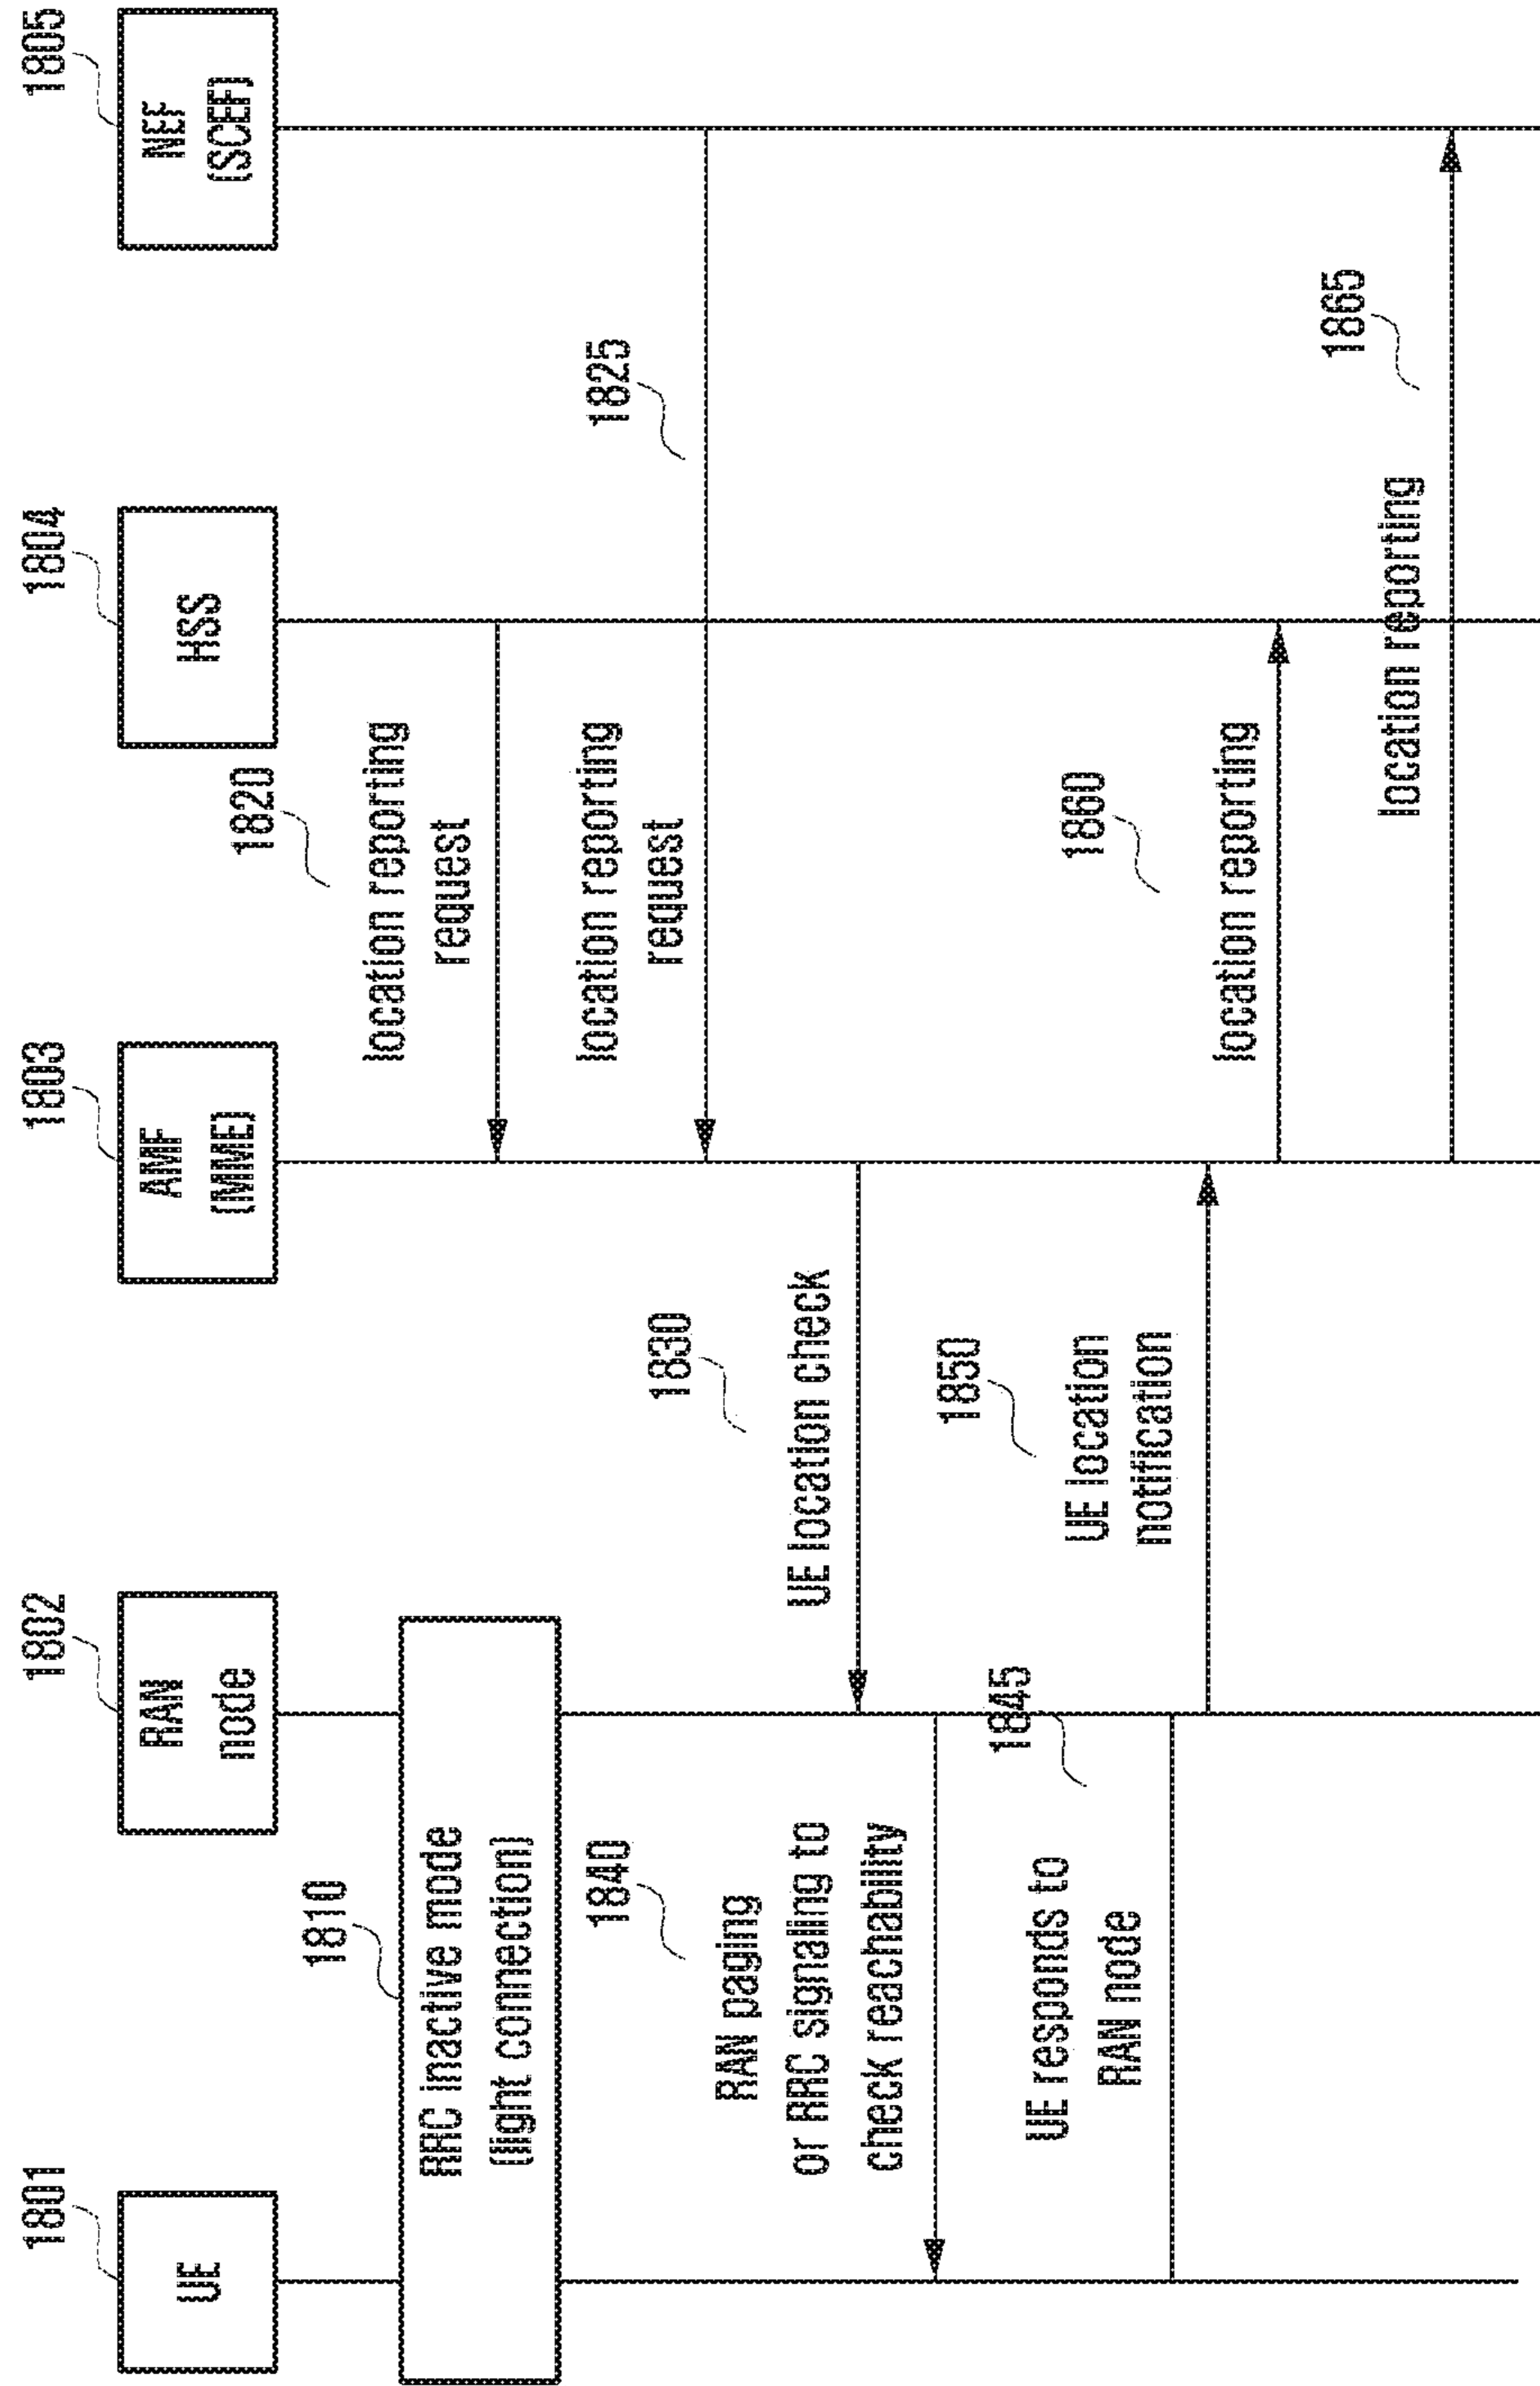 1801
1802
1803
1804
1805
UE
RAN
node
AMF
(MME)
HSS
NEF
(SCEF)
1810
RRC inactive mode
(light connection)
1820
location reporting
request
1825
location reporting
request
1830
UE location check
1840
RAN paging
or RRC signaling to
check reachability
1845
UE responds to
RAN node
1850
UE location
notification
1860
location reporting
1865
location reporting